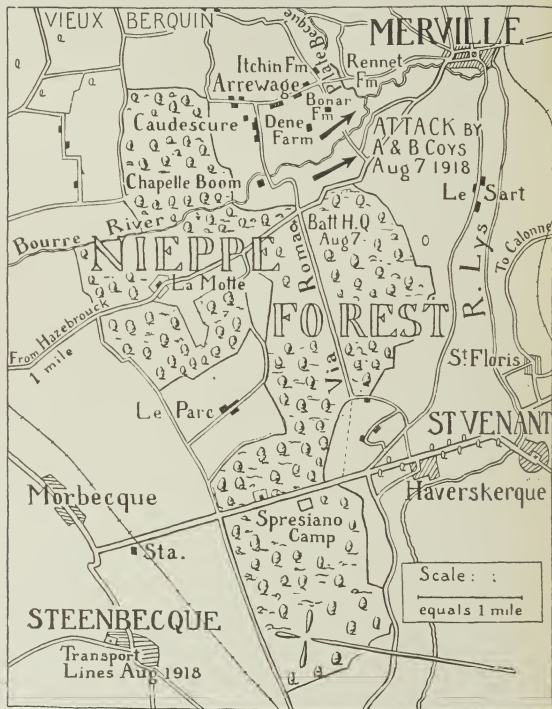 VIEUX BERQUIN
MERVILLE
Plate Becque
Itchin Fm
Rennet
Fm
Arrewage
Bonar
Fm
Caudescure
Dene
Farm
ATTACK BY
A & B COYS
Aug 7 1918
Chapelle Boom
Le Sart
Bourre River
Batt H.Q
Aug 7
To Calonne
R. Lys
NIEPPE
FOREST
La Motte
Via Romag
From Hazebrouck
1 mile
St Floris
Le Parc
ST VENANT
Morbecque
Haverskerque
Spresiano
Camp
Sta.
Scale:
equals 1 mile
STEENBECQUE
Transport
Lines Aug 1918